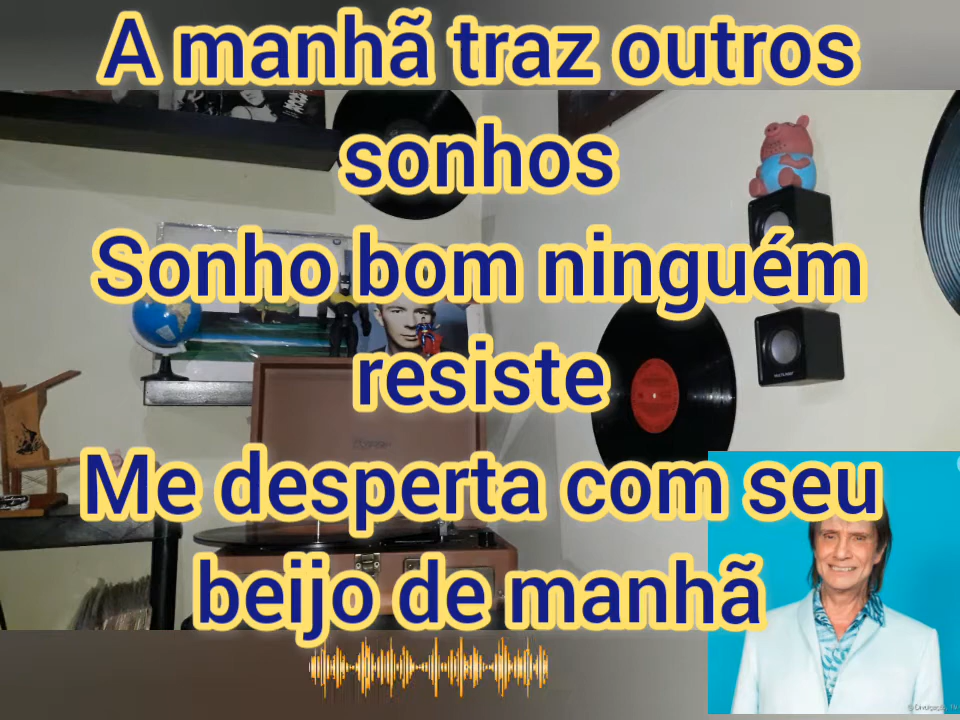 A manhã traz outros
sonhos
Sonho bom ninguém
resiste
Me desperta com seu
beijo de manhã